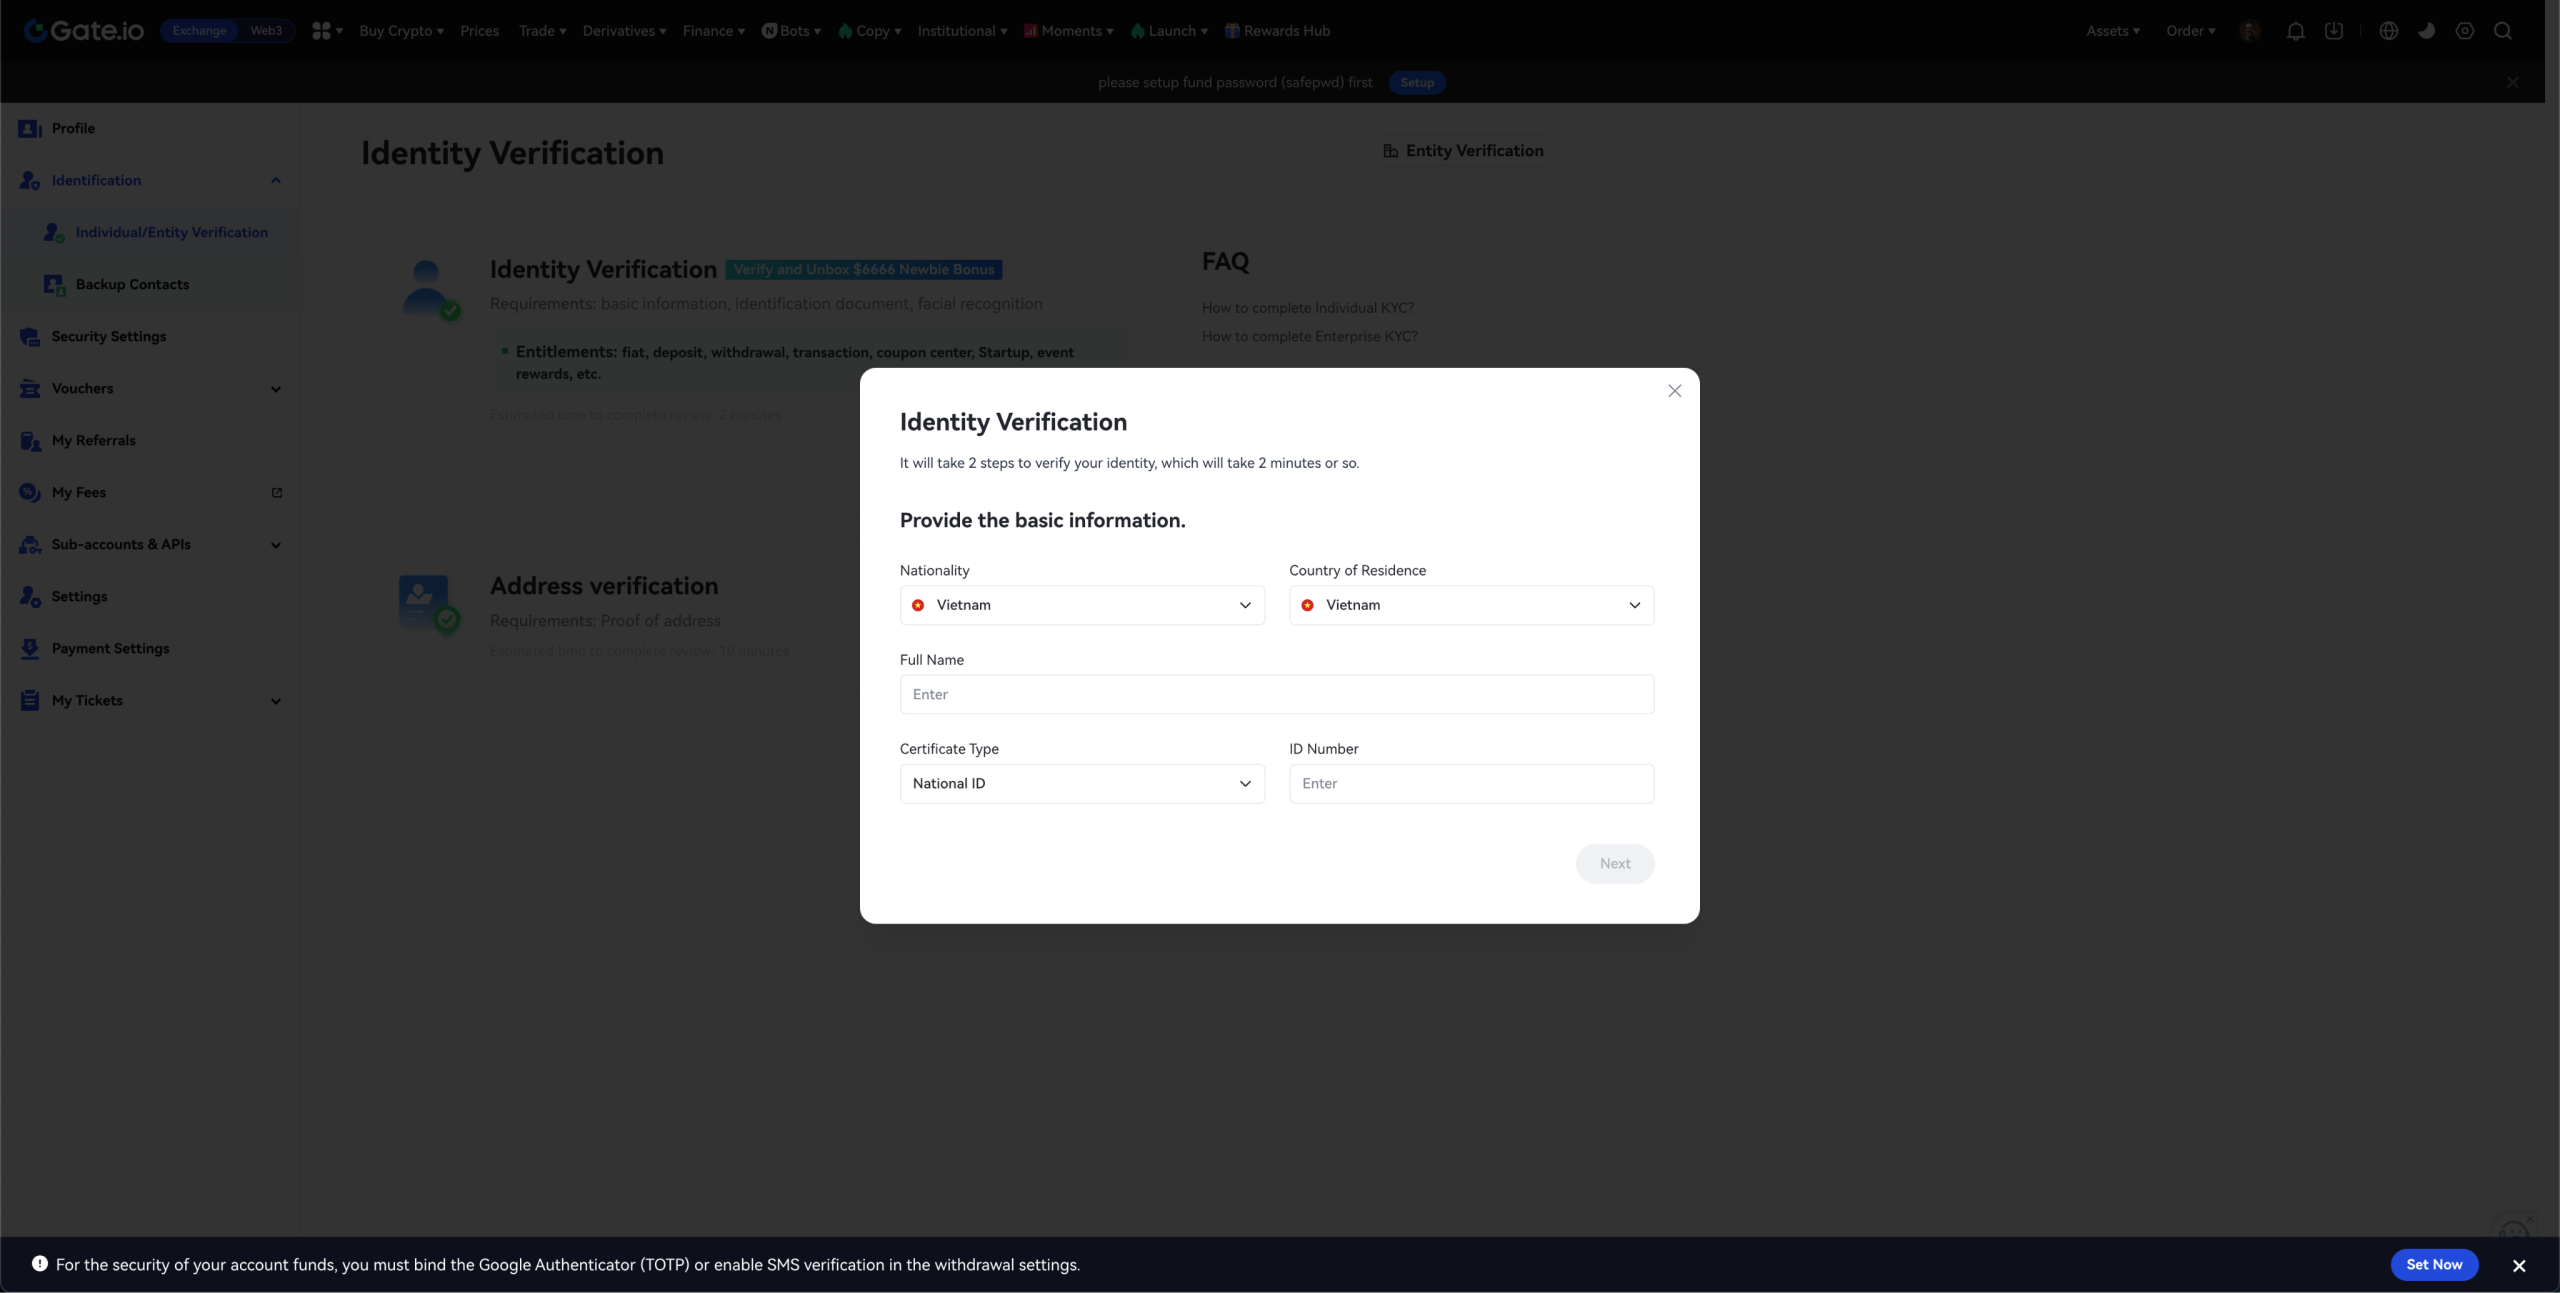 Gate.io Exchange Web3 Buy Crypto Prices Trade Derivatives Finance Bots Copy Institutional Moments Launch Rewards Hub Assets Order
please setup fund password (safepwd) first Setup
Profile
Identification
Individual/Entity Verification
Backup Contacts
Security Settings
Vouchers
My Referrals
My Fees
Sub-accounts & APIs
Settings
Payment Settings
My Tickets
Identity Verification
Entity Verification
Identity Verification Verify and Unbox $6666 Newbie Bonus
Requirements: basic information, identification document, facial recognition
Entitlements: fiat, deposit, withdrawal, transaction, coupon center, Startup, event
rewards, etc.
Estimated time to complete review: 2 minutes
FAQ
How to complete Individual KYC?
How to complete Enterprise KYC?
Address verification
Requirements: Proof of address
Estimated time to complete review: 10 minutes
Identity Verification
It will take 2 steps to verify your identity, which will take 2 minutes or so.
Provide the basic information.
Nationality Country of Residence
Vietnam Vietnam
Full Name
Enter
Certificate Type ID Number
National ID Enter
Next
For the security of your account funds, you must bind the Google Authenticator (TOTP) or enable SMS verification in the withdrawal settings. Set Now